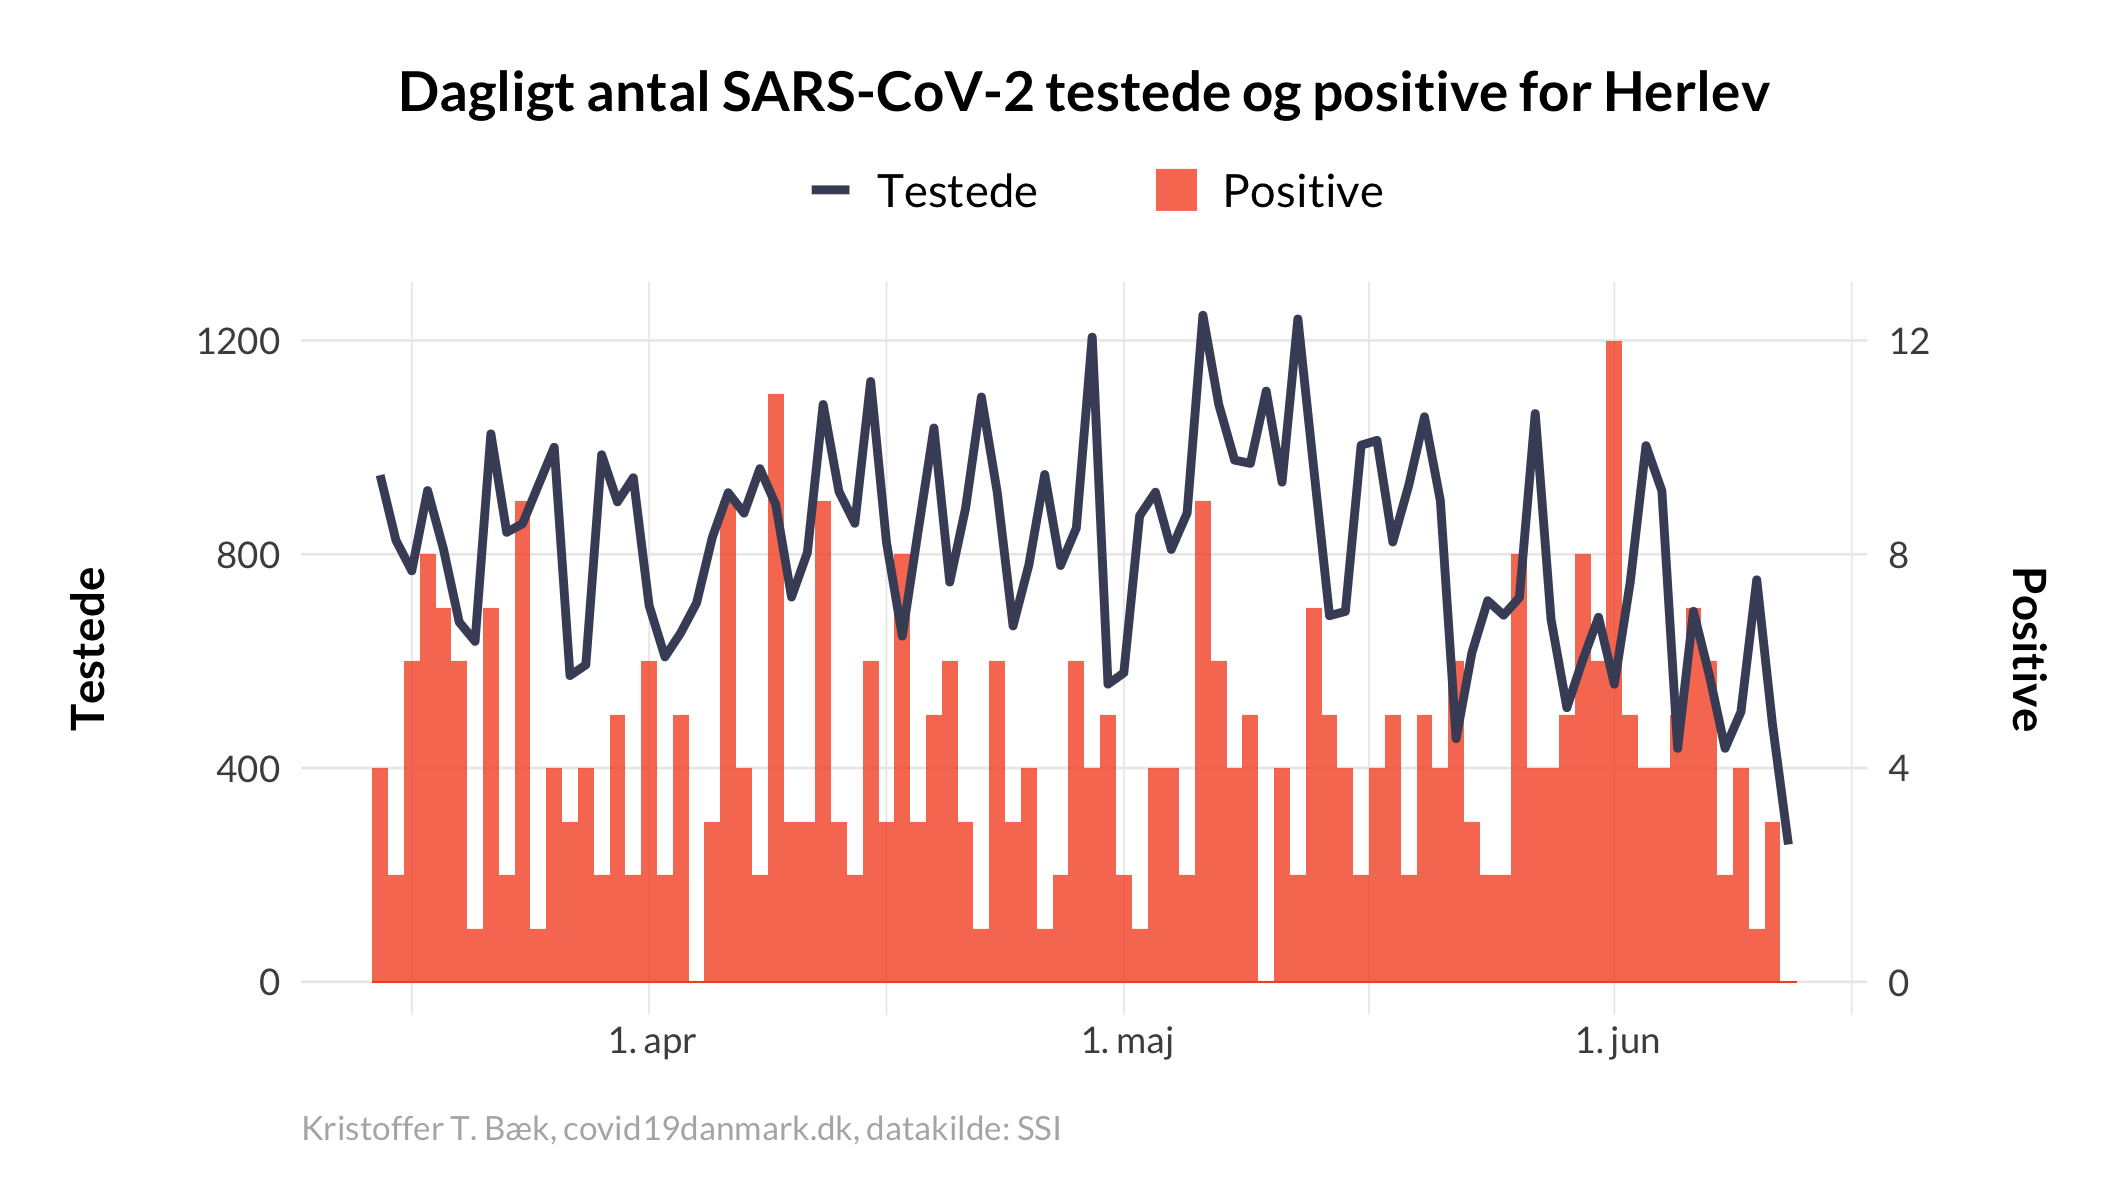 Dagligt antal SARS-CoV-2 testede og positive for Herlev
Testede
Positive
1200
800
400
0
12
8
4
0
Testede
Positive
1. apr
1. maj
1. jun
Kristoffer T. Bæk, covid19danmark.dk, datakilde: SSI